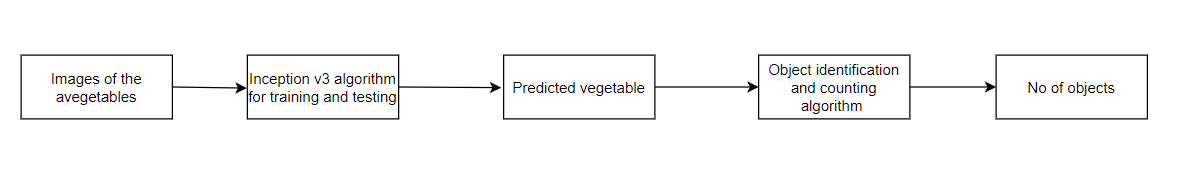 Images of the
avegetables
Inception v3 algorithm
for training and testing
Predicted vegetable
Object identification
and counting
algorithm
No of objects